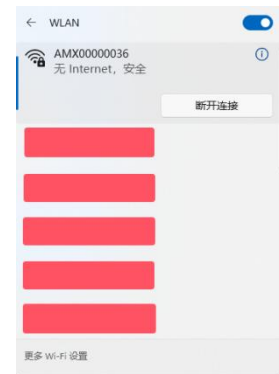 WLAN
AMX00000036
无 Internet，安全
断开连接
更多 Wi-Fi 设置